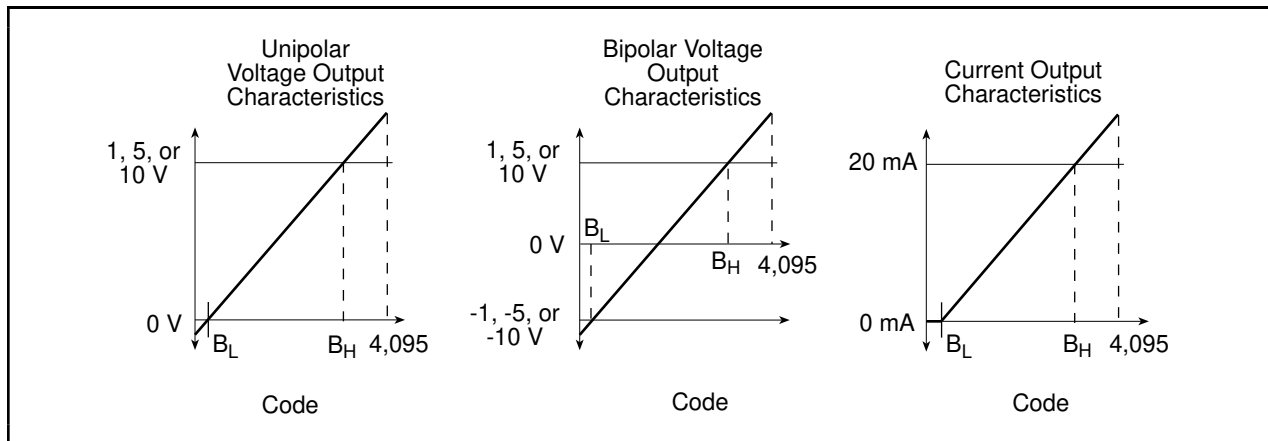 Unipolar
Voltage Output
Characteristics
1, 5, or
10 V
0 V
B_L
B_H
4,095
Code
Bipolar Voltage
Output
Characteristics
1, 5, or
10 V
0 V
-1, -5, or
-10 V
B_L
B_H
4,095
Code
Current Output
Characteristics
20 mA
0 mA
B_L
B_H
4,095
Code